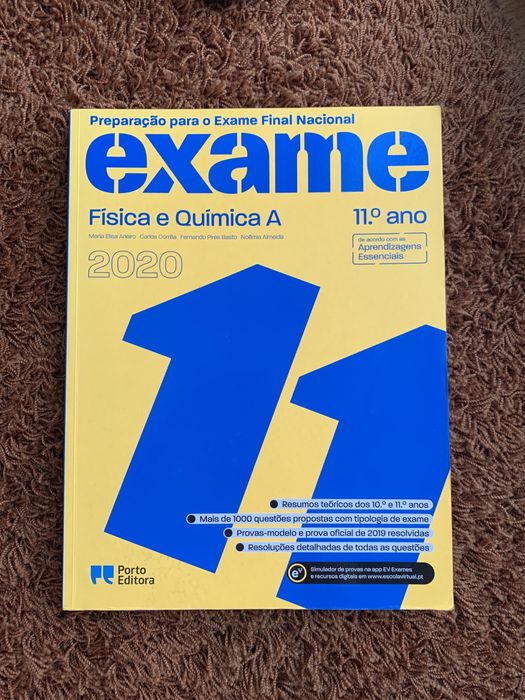 Preparação para o Exame Final Nacional
exame
Física e Química A
11.º ano
Maria Elisa Arieiro Carlos Corrêa Fernando Pires Basto Noémia Almeida
2020
de acordo com as
Aprendizagens
Essenciais
11
Resumos teóricos dos 10.º e 11.º anos
Mais de 1000 questões propostas com tipologia de exame
Provas-modelo e prova oficial de 2019 resolvidas
Resoluções detalhadas de todas as questões
Porto
Editora
eV
Simulador de provas na app EV Exames
e recursos digitais em www.escolavirtual.pt